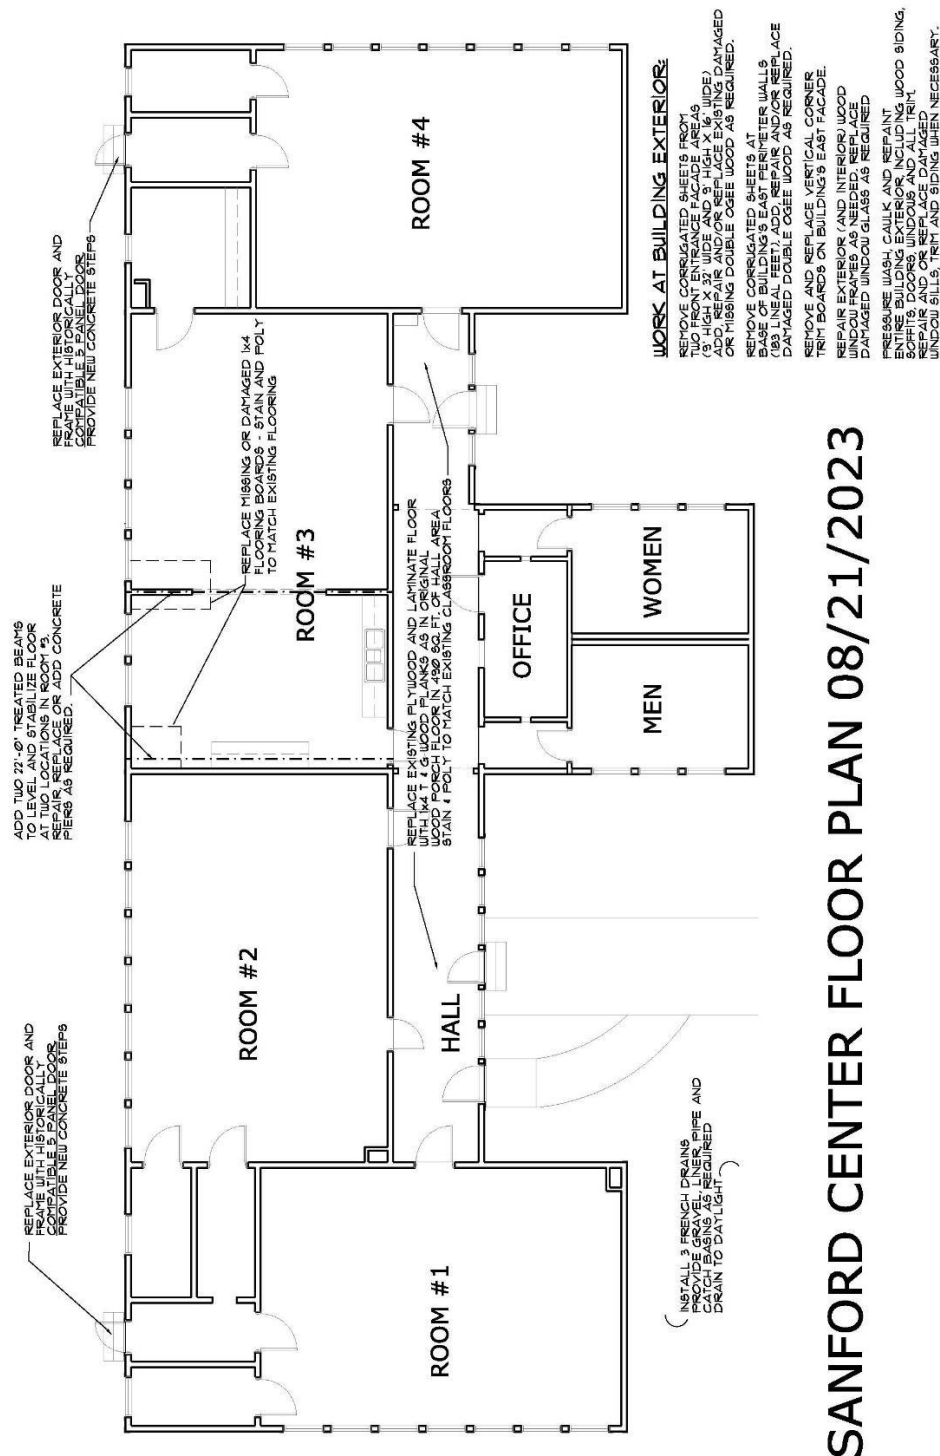 REPLACE EXTERIOR DOOR AND
FRAME WITH HISTORICALLY
COMPATIBLE 5 PANEL DOOR
PROVIDE NEW CONCRETE STEPS
ADD TWO 22'-0" TREATED BEAMS
TO LEVEL AND STABILIZE FLOOR
AT TWO LOCATIONS IN ROOM #3.
REPAIR, REPLACE OR ADD CONCRETE
PIERS AS REQUIRED.
REPLACE EXTERIOR DOOR AND
FRAME WITH HISTORICALLY
COMPATIBLE 5 PANEL DOOR
PROVIDE NEW CONCRETE STEPS
REPLACE MISSING OR DAMAGED 1x4
FLOORING BOARDS - STAIN AND POLY
TO MATCH EXISTING FLOORING
ROOM #1
ROOM #2
ROOM #3
ROOM #4
HALL
REPLACE EXISTING PLYWOOD AND LAMINATE FLOOR
WITH 1x4 T & G WOOD PLANKS AS IN ORIGINAL
WOOD PORCH FLOOR IN 490 SQ. FT. OF HALL AREA
STAIN & POLY TO MATCH EXISTING CLASSROOM FLOORS
OFFICE
MEN
WOMEN
INSTALL 3 FRENCH DRAINS
PROVIDE GRAVEL, LINER, PIPE AND
CATCH BASINS AS REQUIRED
DRAIN TO DAYLIGHT
WORK AT BUILDING EXTERIOR:
REMOVE CORRUGATED SHEETS FROM
TWO FRONT ENTRANCE FACADE AREAS
(9' HIGH X 32' WIDE AND 9' HIGH X 16' WIDE)
ADD, REPAIR AND/OR REPLACE EXISTING DAMAGED
OR MISSING DOUBLE OGEE WOOD AS REQUIRED.
REMOVE CORRUGATED SHEETS AT
BASE OF BUILDING'S EAST PERIMETER WALLS
(183 LINEAL FEET). ADD, REPAIR AND/OR REPLACE
DAMAGED DOUBLE OGEE WOOD AS REQUIRED.
REMOVE AND REPLACE VERTICAL CORNER
TRIM BOARDS ON BUILDING'S EAST FACADE.
REPAIR EXTERIOR (AND INTERIOR) WOOD
WINDOW FRAMES AS NEEDED. REPLACE
DAMAGED WINDOW GLASS AS REQUIRED
PRESSURE WASH, CAULK AND REPAINT
ENTIRE BUILDING EXTERIOR, INCLUDING WOOD SIDING,
SOFFITS, DOORS, WINDOWS AND ALL TRIM.
REPAIR AND OR REPLACE DAMAGED
WINDOW SILLS, TRIM AND SIDING WHEN NECESSARY.
SANFORD CENTER FLOOR PLAN 08/21/2023